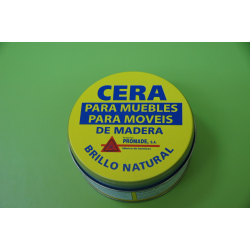 CERA
PARA MUEBLES
PARA MOVEIS
DE MADERA
PROMADE, S.A.
BRILLO NATURAL